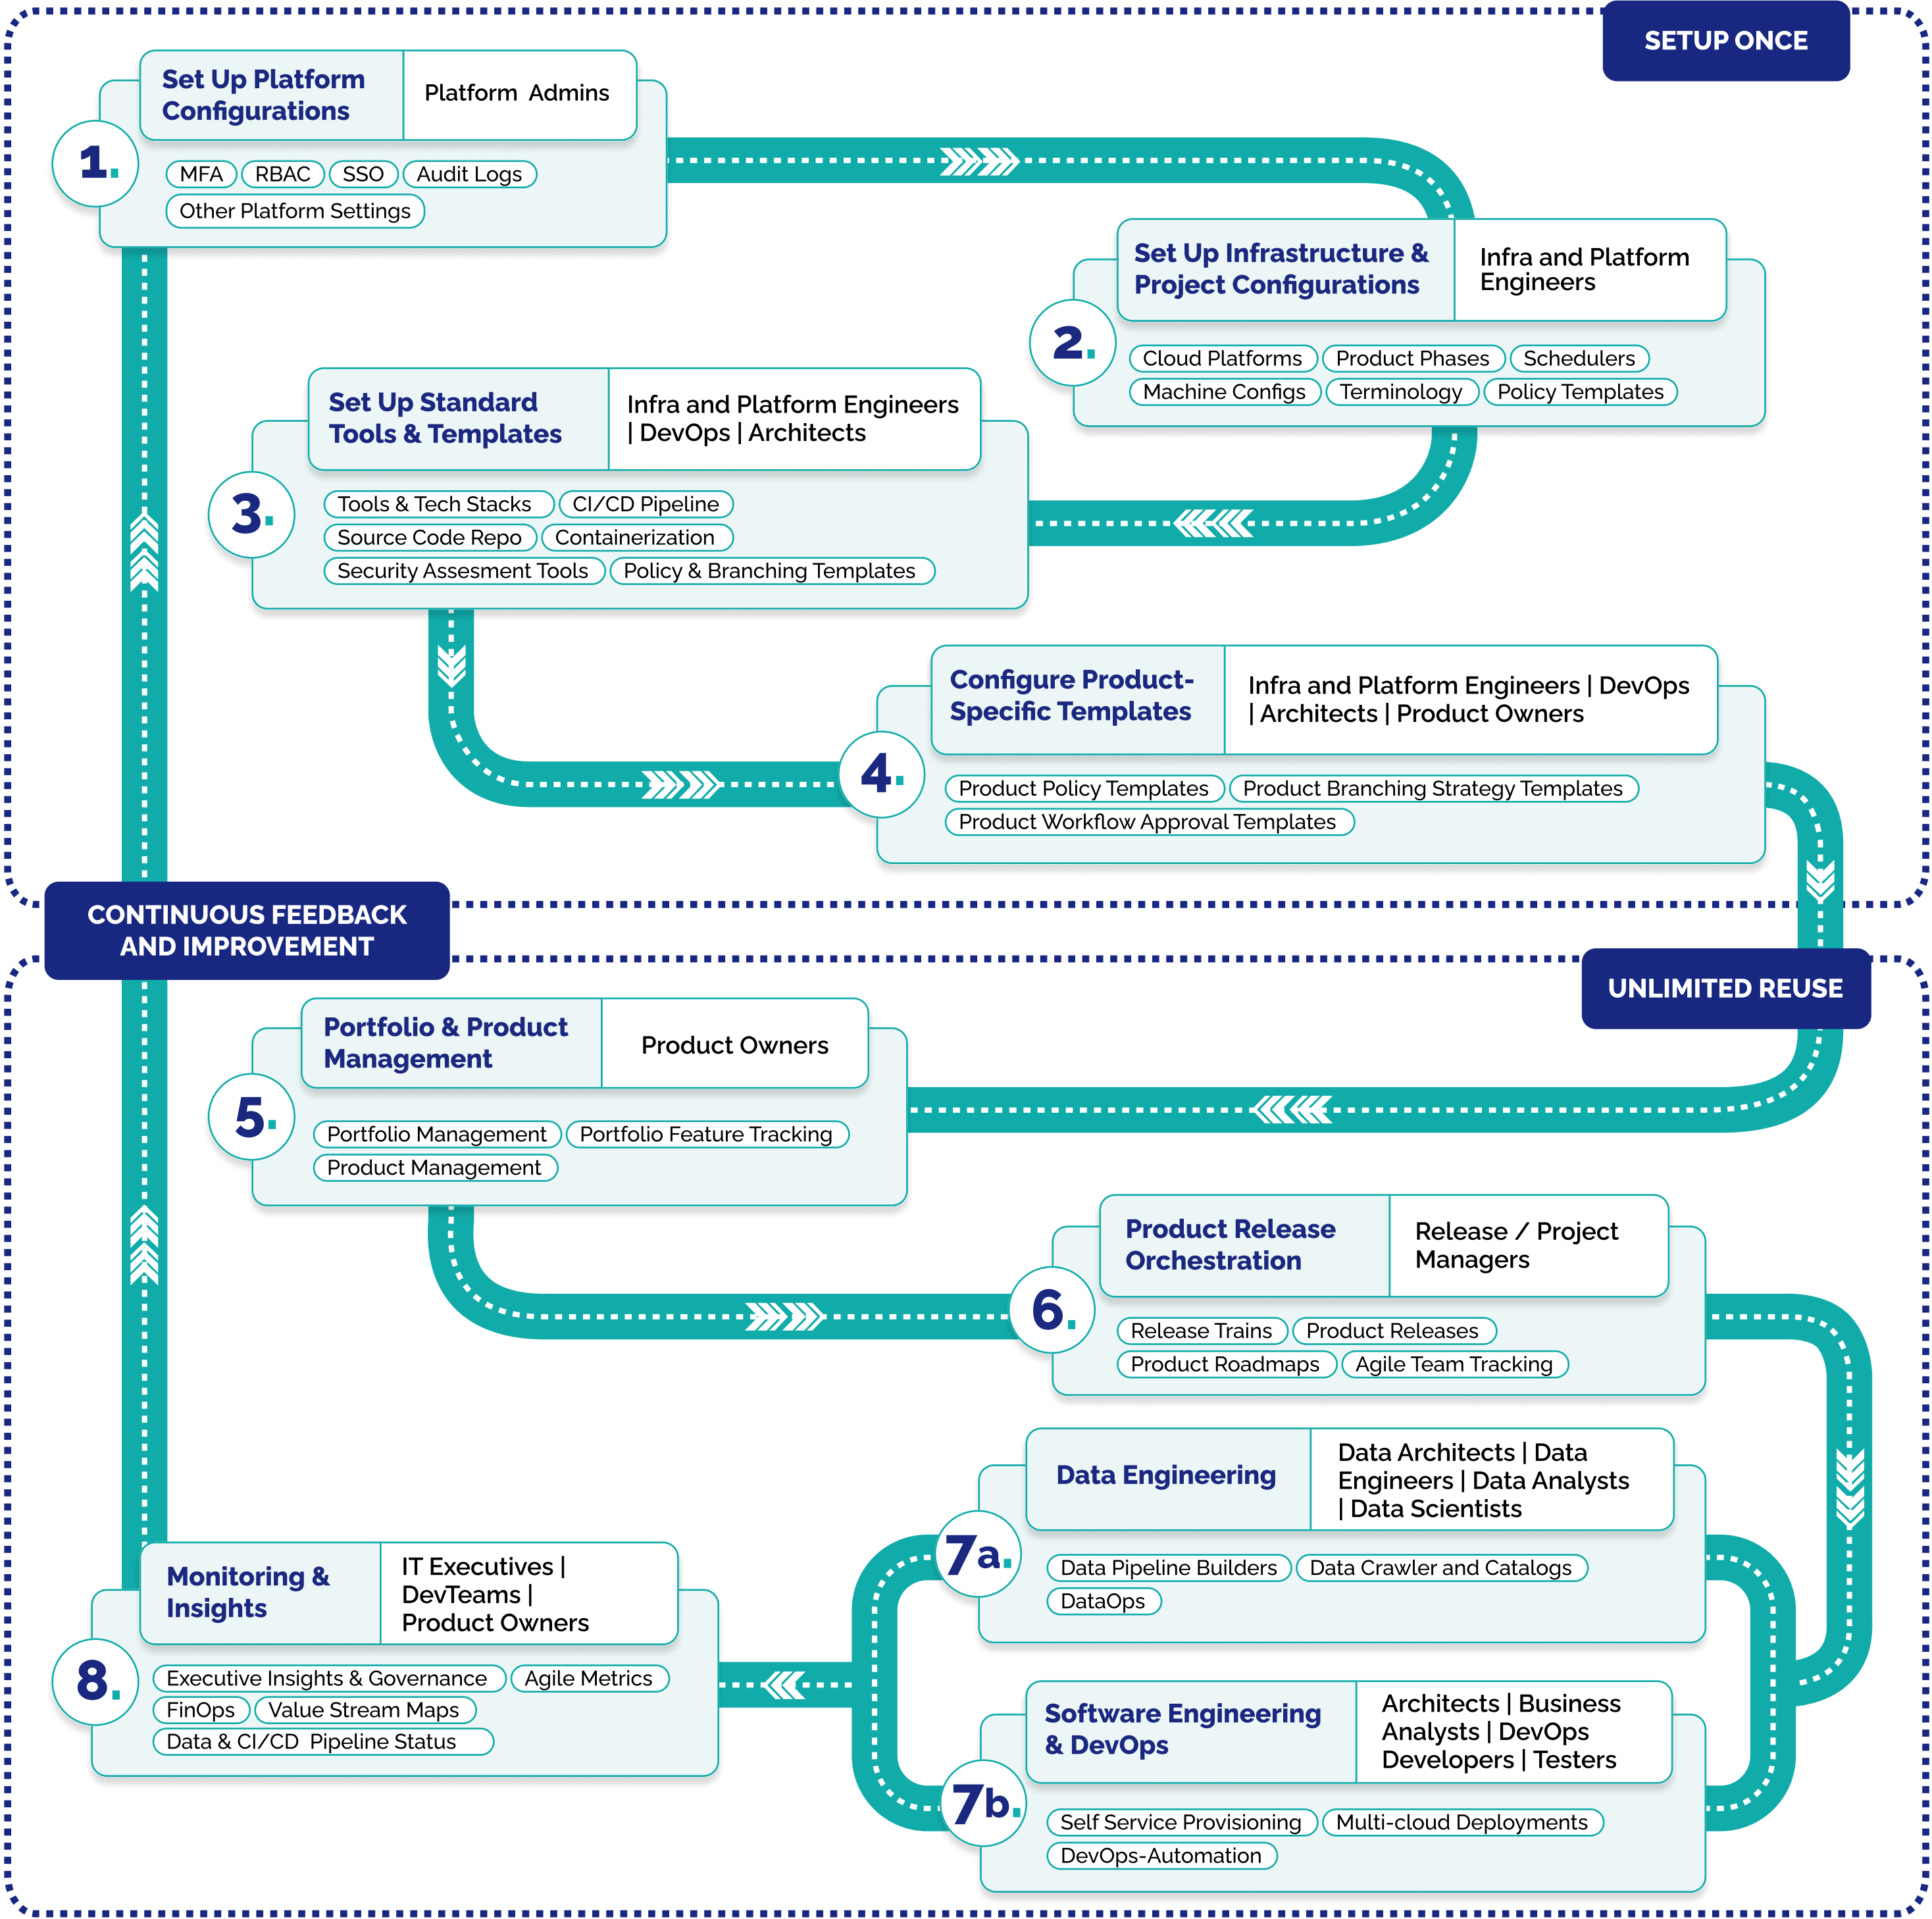 SETUP ONCE
1.
Set Up Platform
Configurations
Platform Admins
MFA
RBAC
SSO
Audit Logs
Other Platform Settings
2.
Set Up Infrastructure &
Project Configurations
Infra and Platform
Engineers
Cloud Platforms
Product Phases
Schedulers
Machine Configs
Terminology
Policy Templates
3.
Set Up Standard
Tools & Templates
Infra and Platform Engineers
| DevOps | Architects
Tools & Tech Stacks
CI/CD Pipeline
Source Code Repo
Containerization
Security Assesment Tools
Policy & Branching Templates
4.
Configure Product-
Specific Templates
Infra and Platform Engineers | DevOps
| Architects | Product Owners
Product Policy Templates
Product Branching Strategy Templates
Product Workflow Approval Templates
CONTINUOUS FEEDBACK
AND IMPROVEMENT
UNLIMITED REUSE
5.
Portfolio & Product
Management
Product Owners
Portfolio Management
Portfolio Feature Tracking
Product Management
6.
Product Release
Orchestration
Release / Project
Managers
Release Trains
Product Releases
Product Roadmaps
Agile Team Tracking
7a.
Data Engineering
Data Architects | Data
Engineers | Data Analysts
| Data Scientists
Data Pipeline Builders
Data Crawler and Catalogs
DataOps
7b.
Software Engineering
& DevOps
Architects | Business
Analysts | DevOps
Developers | Testers
Self Service Provisioning
Multi-cloud Deployments
DevOps-Automation
8.
Monitoring &
Insights
IT Executives |
DevTeams |
Product Owners
Executive Insights & Governance
Agile Metrics
FinOps
Value Stream Maps
Data & CI/CD Pipeline Status